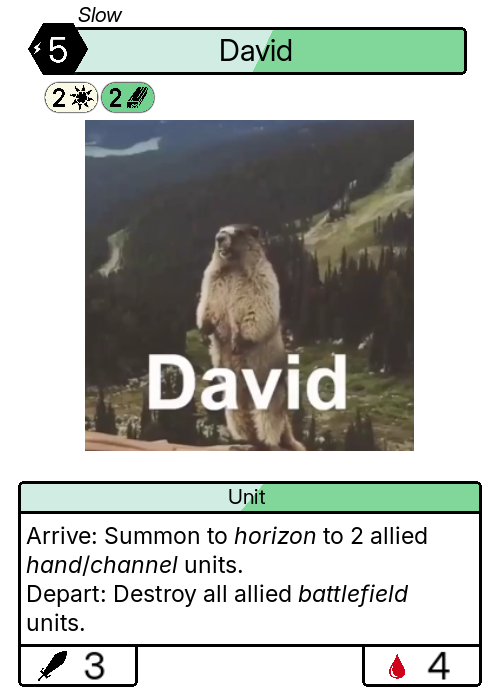 Slow
5
David
2 2
David
Unit
Arrive: Summon to horizon to 2 allied
hand/channel units.
Depart: Destroy all allied battlefield
units.
3
4